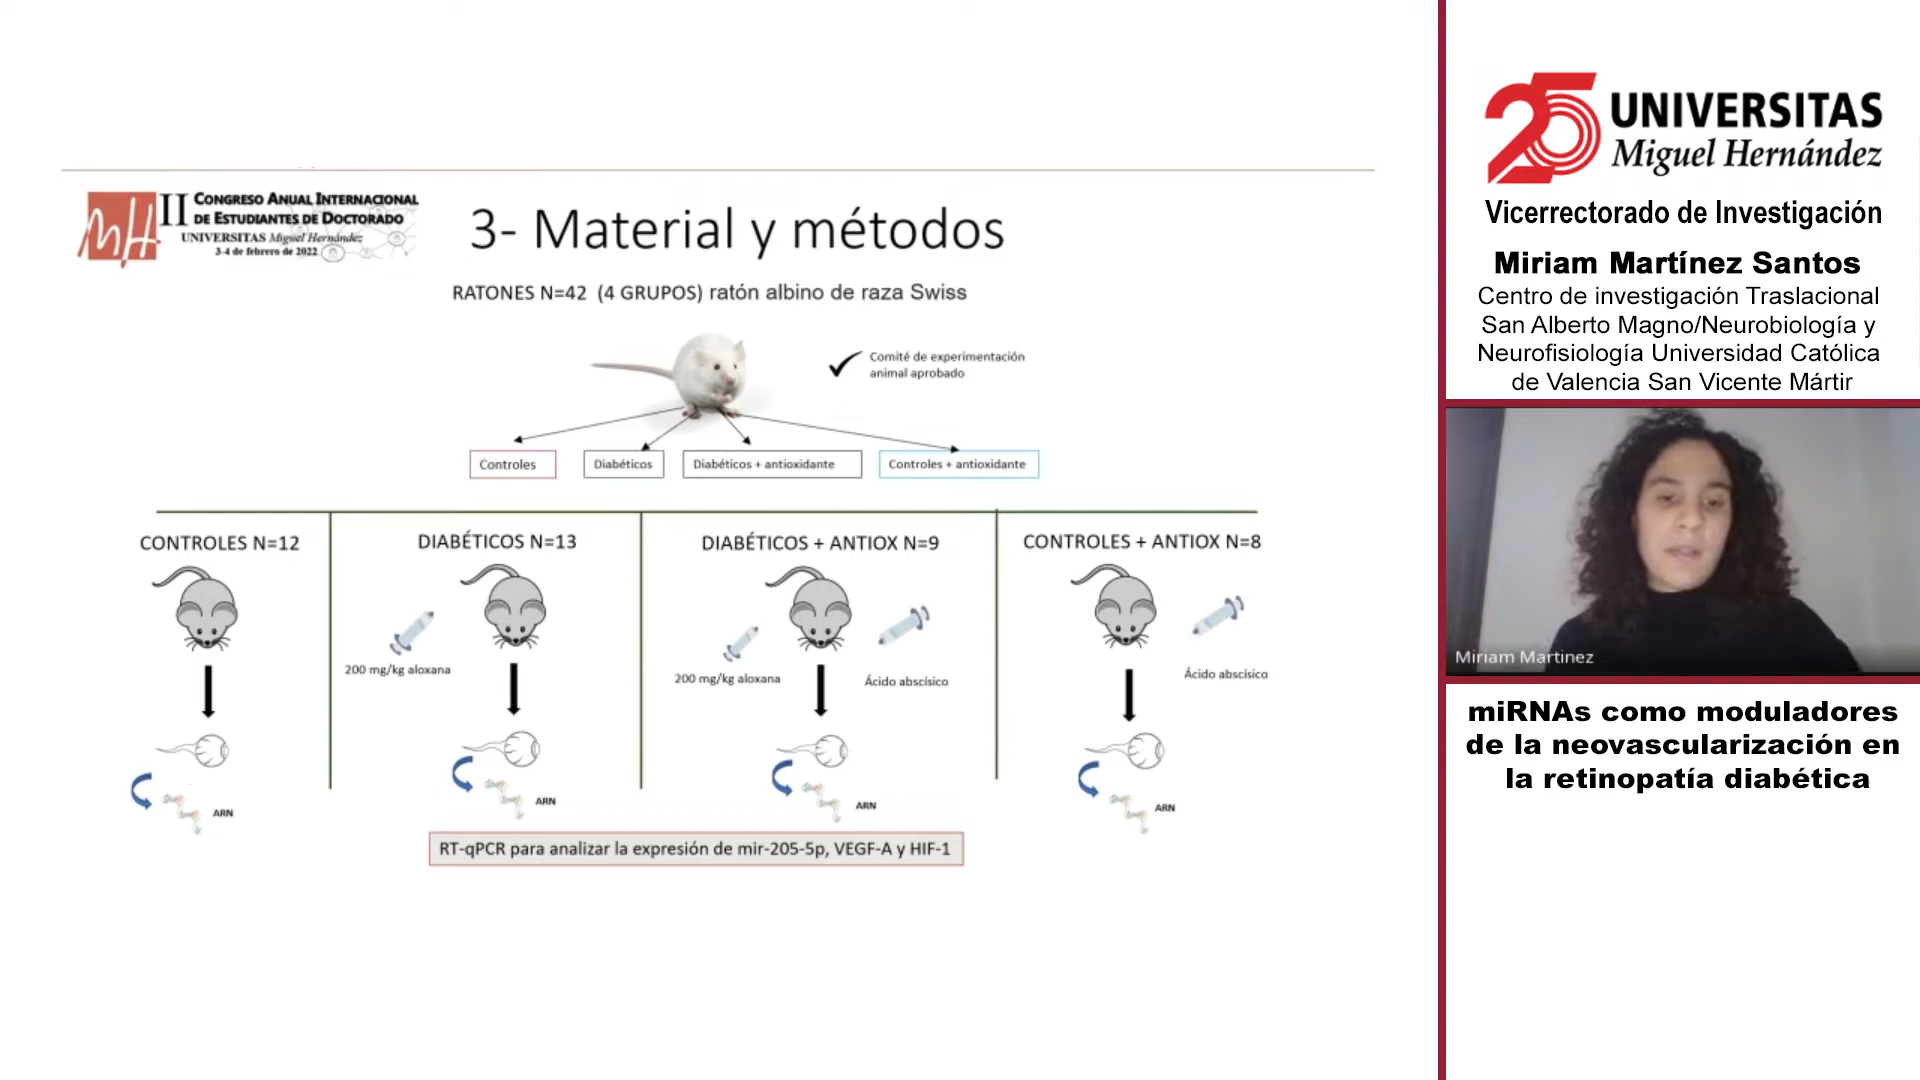 II CONGRESO ANUAL INTERNACIONAL
DE ESTUDIANTES DE DOCTORADO
UNIVERSITAS Miguel Hernández
3-4 de febrero de 2022
3- Material y métodos
RATONES N=42 (4 GRUPOS) ratón albino de raza Swiss
Comité de experimentación
animal aprobado
Controles
Diabéticos
Diabéticos + antioxidante
Controles + antioxidante
CONTROLES N=12
DIABÉTICOS N=13
DIABÉTICOS + ANTIOX N=9
CONTROLES + ANTIOX N=8
200 mg/kg aloxana
200 mg/kg aloxana
Ácido abscísico
Ácido abscísico
ARN
ARN
ARN
ARN
RT-qPCR para analizar la expresión de mir-205-5p, VEGF-A y HIF-1
25 UNIVERSITAS
Miguel Hernández
Vicerrectorado de Investigación
Miriam Martínez Santos
Centro de investigación Traslacional
San Alberto Magno/Neurobiología y
Neurofisiología Universidad Católica
de Valencia San Vicente Mártir
Miriam Martinez
miRNAs como moduladores
de la neovascularización en
la retinopatía diabética